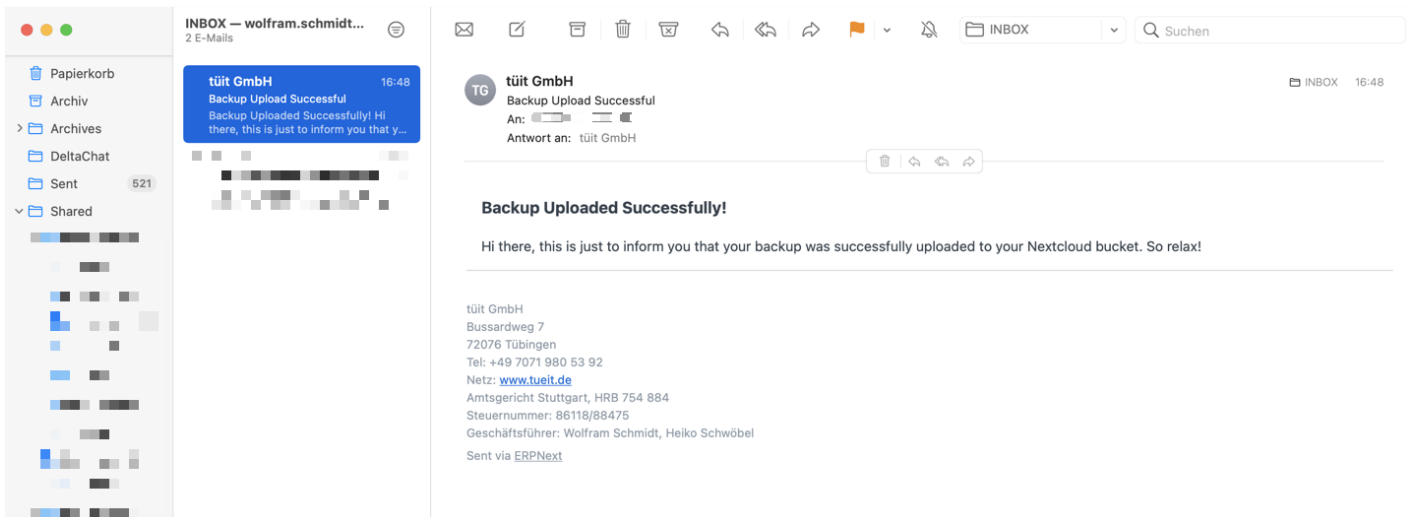 INBOX — wolfram.schmidt...
2 E-Mails
INBOX
Suchen
Papierkorb
Archiv
Archives
DeltaChat
Sent 521
Shared
tüit GmbH 16:48
Backup Upload Successful
Backup Uploaded Successfully! Hi
there, this is just to inform you that y...
TG
tüit GmbH
INBOX 16:48
Backup Upload Successful
An:
Antwort an: tüit GmbH
Backup Uploaded Successfully!
Hi there, this is just to inform you that your backup was successfully uploaded to your Nextcloud bucket. So relax!
tüit GmbH
Bussardweg 7
72076 Tübingen
Tel: +49 7071 980 53 92
Netz: www.tueit.de
Amtsgericht Stuttgart, HRB 754 884
Steuernummer: 86118/88475
Geschäftsführer: Wolfram Schmidt, Heiko Schwöbel
Sent via ERPNext